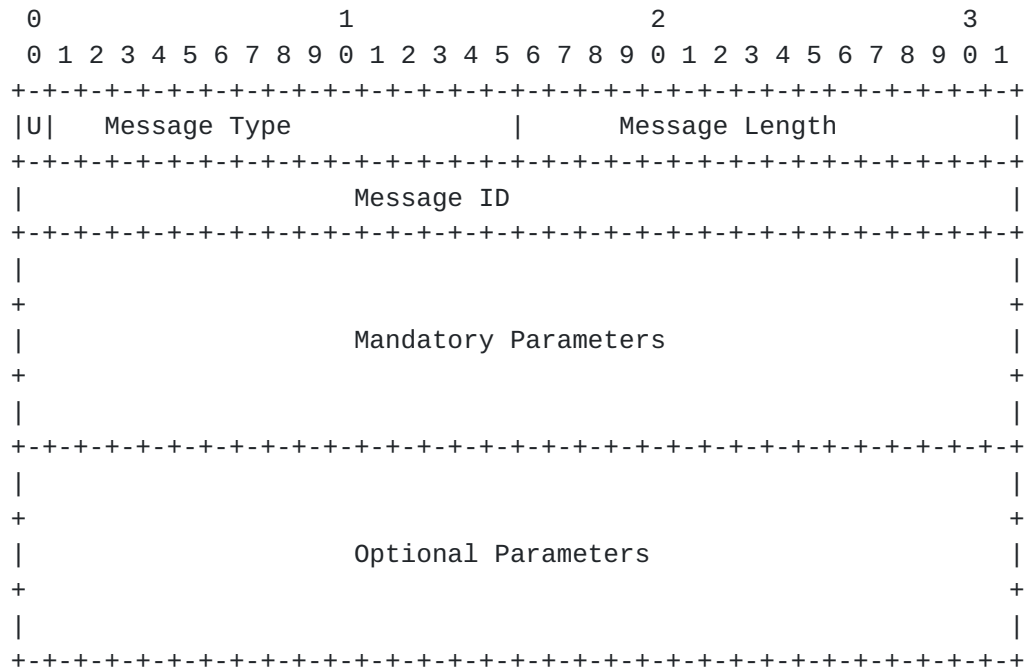 0                   1                   2                   3
 0 1 2 3 4 5 6 7 8 9 0 1 2 3 4 5 6 7 8 9 0 1 2 3 4 5 6 7 8 9 0 1
+-+-+-+-+-+-+-+-+-+-+-+-+-+-+-+-+-+-+-+-+-+-+-+-+-+-+-+-+-+-+-+-+
|U|   Message Type              |      Message Length           |
+-+-+-+-+-+-+-+-+-+-+-+-+-+-+-+-+-+-+-+-+-+-+-+-+-+-+-+-+-+-+-+-+
|                     Message ID                                |
+-+-+-+-+-+-+-+-+-+-+-+-+-+-+-+-+-+-+-+-+-+-+-+-+-+-+-+-+-+-+-+-+
|                                                               |
+                                                               +
|                     Mandatory Parameters                      |
+                                                               +
|                                                               |
+-+-+-+-+-+-+-+-+-+-+-+-+-+-+-+-+-+-+-+-+-+-+-+-+-+-+-+-+-+-+-+-+
|                                                               |
+                                                               +
|                     Optional Parameters                       |
+                                                               +
|                                                               |
+-+-+-+-+-+-+-+-+-+-+-+-+-+-+-+-+-+-+-+-+-+-+-+-+-+-+-+-+-+-+-+-+